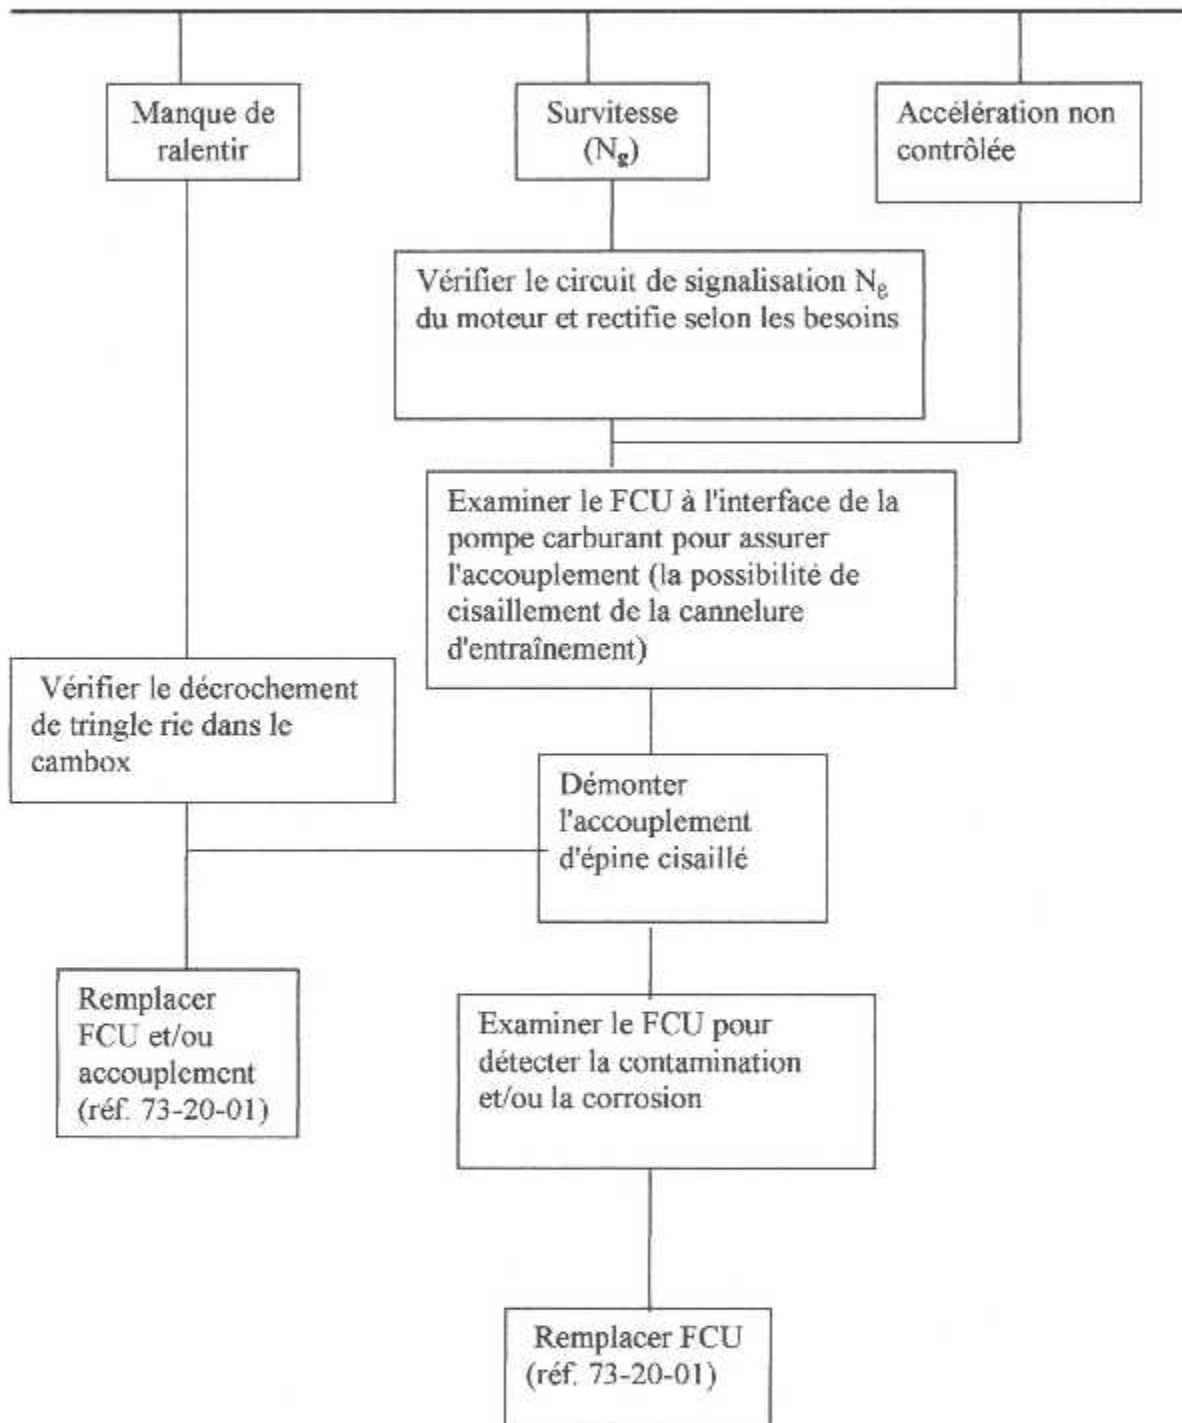 Manque de
ralentir
Survitesse
(Ng)
Accélération non
contrôlée
Vérifier le circuit de signalisation Ng
du moteur et rectifie selon les besoins
Examiner le FCU à l'interface de la
pompe carburant pour assurer
l'accouplement (la possibilité de
cisaillement de la cannelure
d'entraînement)
Vérifier le décrochement
de tringle rie dans le
cambox
Démonter
l'accouplement
d'épine cisaillé
Remplacer
FCU et/ou
accouplement
(réf. 73-20-01)
Examiner le FCU pour
détecter la contamination
et/ou la corrosion
Remplacer FCU
(réf. 73-20-01)